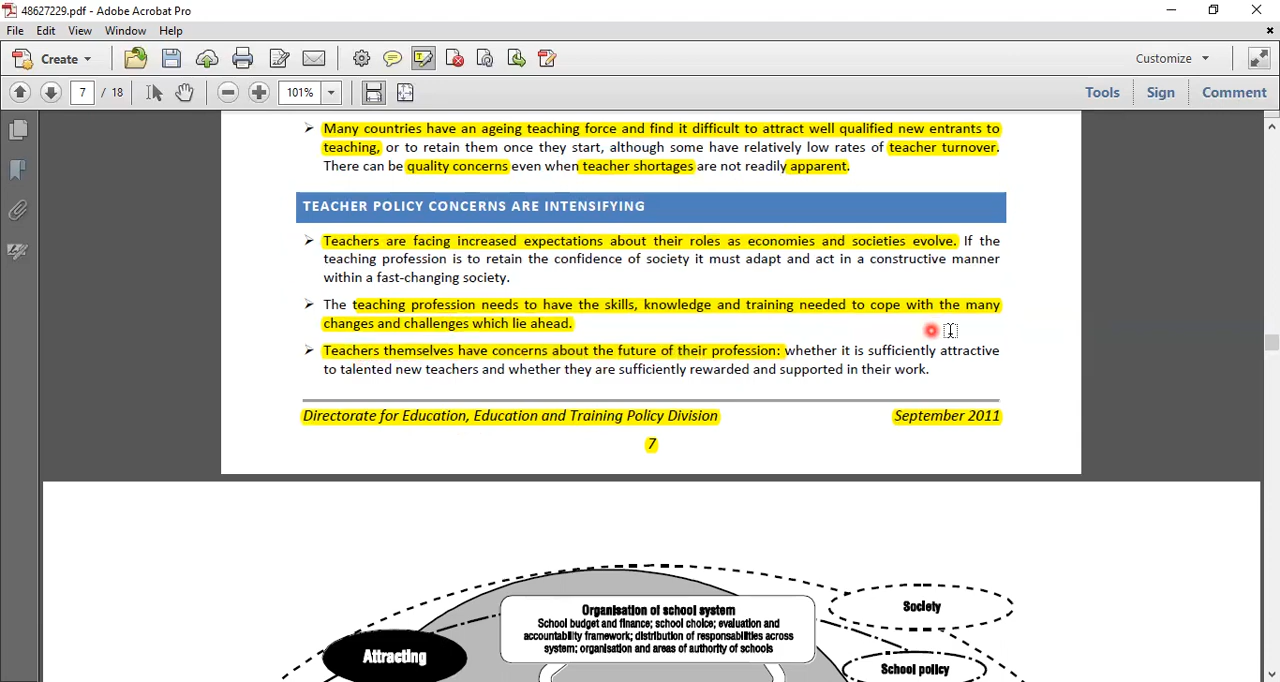 48627229.pdf - Adobe Acrobat Pro
File Edit View Window Help
Create
Customize
7 / 18 101% Tools Sign Comment
➢ Many countries have an ageing teaching force and find it difficult to attract well qualified new entrants to
teaching, or to retain them once they start, although some have relatively low rates of teacher turnover.
There can be quality concerns even when teacher shortages are not readily apparent.
TEACHER POLICY CONCERNS ARE INTENSIFYING
➢ Teachers are facing increased expectations about their roles as economies and societies evolve. If the
teaching profession is to retain the confidence of society it must adapt and act in a constructive manner
within a fast-changing society.
➢ The teaching profession needs to have the skills, knowledge and training needed to cope with the many
changes and challenges which lie ahead.
➢ Teachers themselves have concerns about the future of their profession: whether it is sufficiently attractive
to talented new teachers and whether they are sufficiently rewarded and supported in their work.
Directorate for Education, Education and Training Policy Division September 2011
7
Organisation of school system
School budget and finance; school choice; evaluation and
accountability framework; distribution of responsabilities across
system; organisation and areas of authority of schools
Society
Attracting
School policy